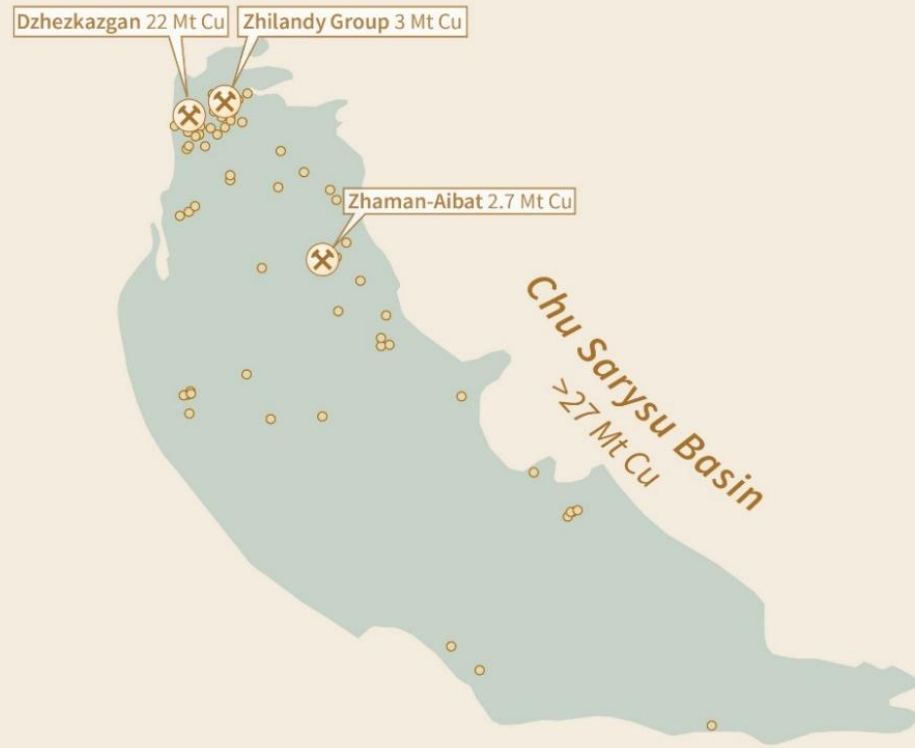 Dzhezkazgan 22 Mt Cu
Zhilandy Group 3 Mt Cu
Zhaman-Aibat 2.7 Mt Cu
Chu Sarysu Basin
>27 Mt Cu